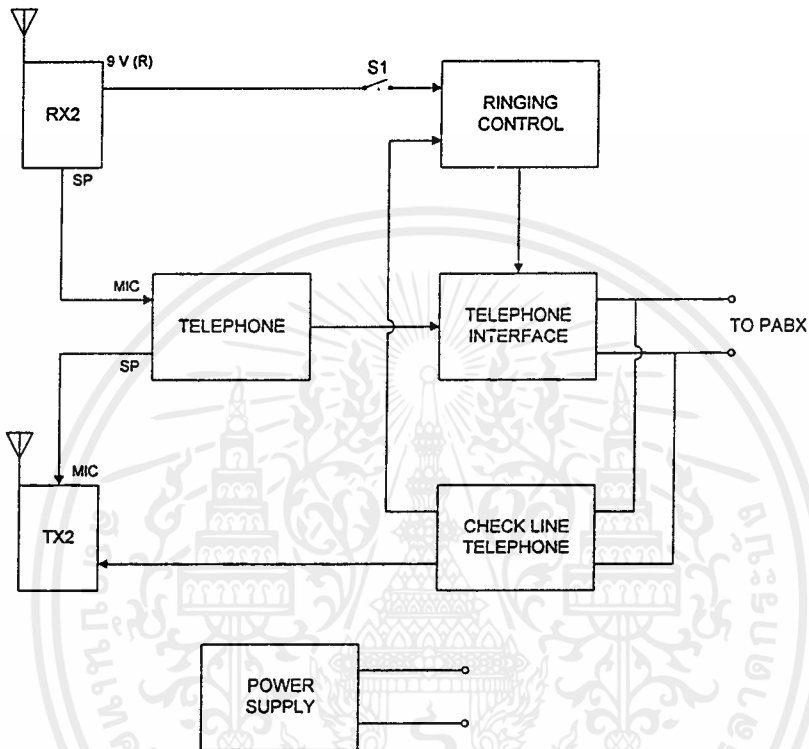 9 V (R)
S1
RX2
RINGING
CONTROL
SP
MIC
TELEPHONE
TELEPHONE
INTERFACE
TO PABX
SP
MIC
TX2
CHECK LINE
TELEPHONE
POWER
SUPPLY